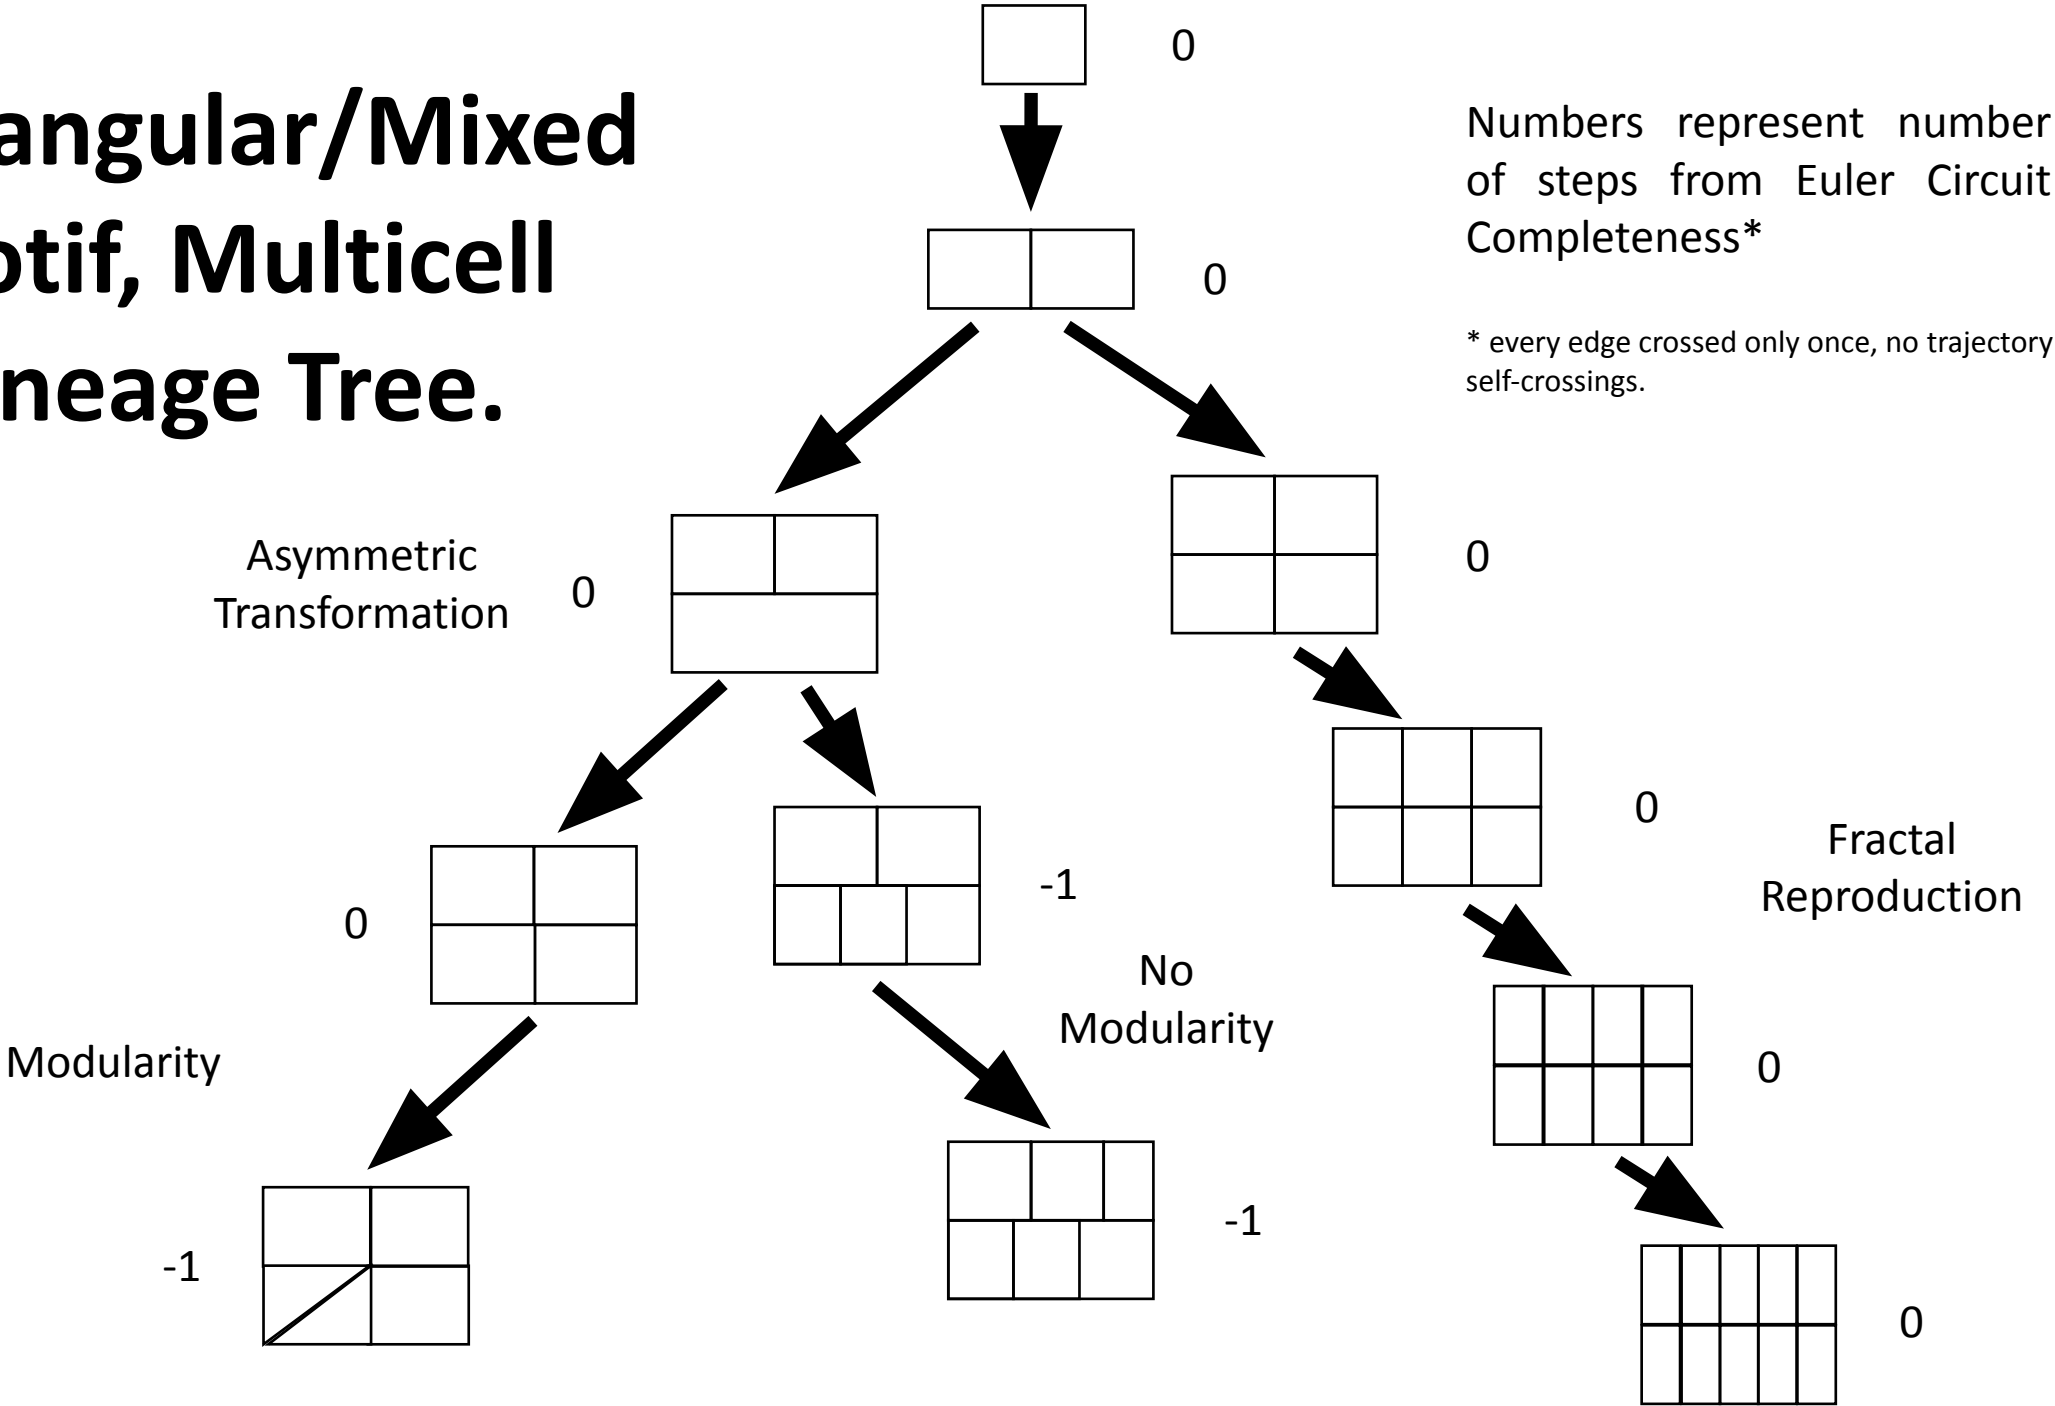 angular/Mixed
otif, Multicell
neage Tree.
0
Numbers represent number
of steps from Euler Circuit
Completeness*
0
* every edge crossed only once, no trajectory
self-crossings.
Asymmetric
Transformation
0
0
0
-1
0
Fractal
Reproduction
No
Modularity
Modularity
0
-1
-1
0